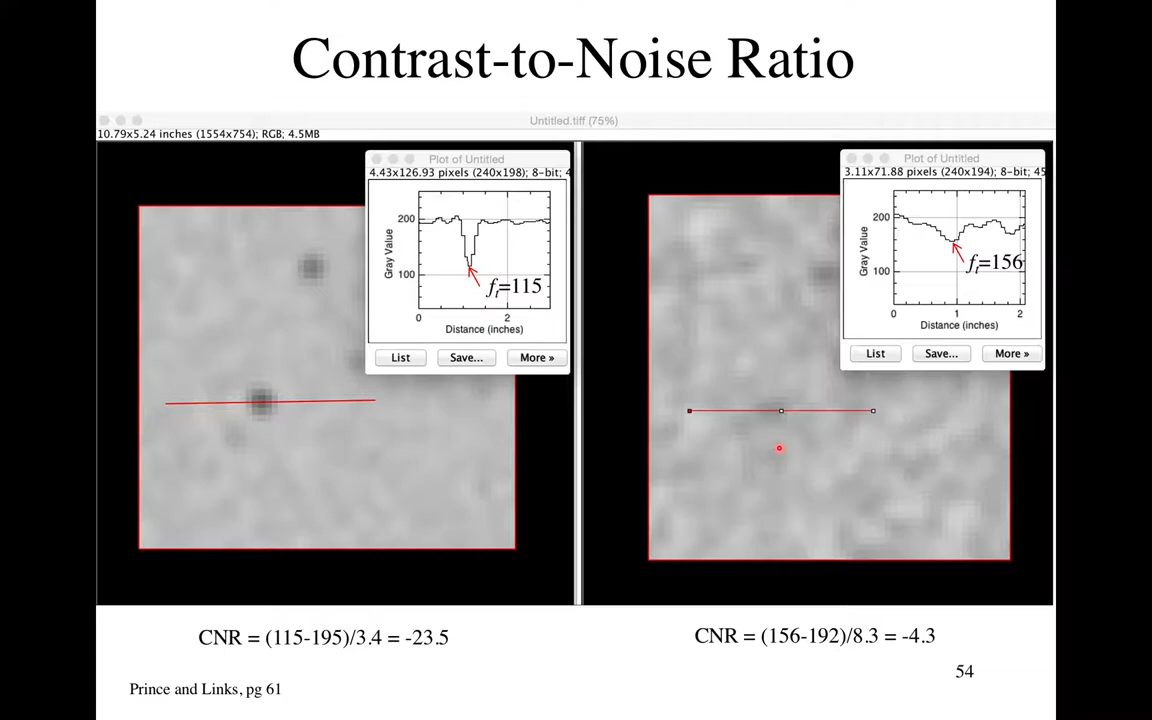 Contrast-to-Noise Ratio
Untitled.tiff (75%)
10.79x5.24 inches (1554x754); RGB; 4.5MB
Plot of Untitled
4.43x126.93 pixels (240x198); 8-bit; 4
200
100
Gray Value
ft=115
0
2
Distance (inches)
List
Save...
More »
Plot of Untitled
3.11x71.88 pixels (240x194); 8-bit; 45
200
100
Gray Value
ft=156
0
1
2
Distance (inches)
List
Save...
More »
CNR = (115-195)/3.4 = -23.5
CNR = (156-192)/8.3 = -4.3
54
Prince and Links, pg 61